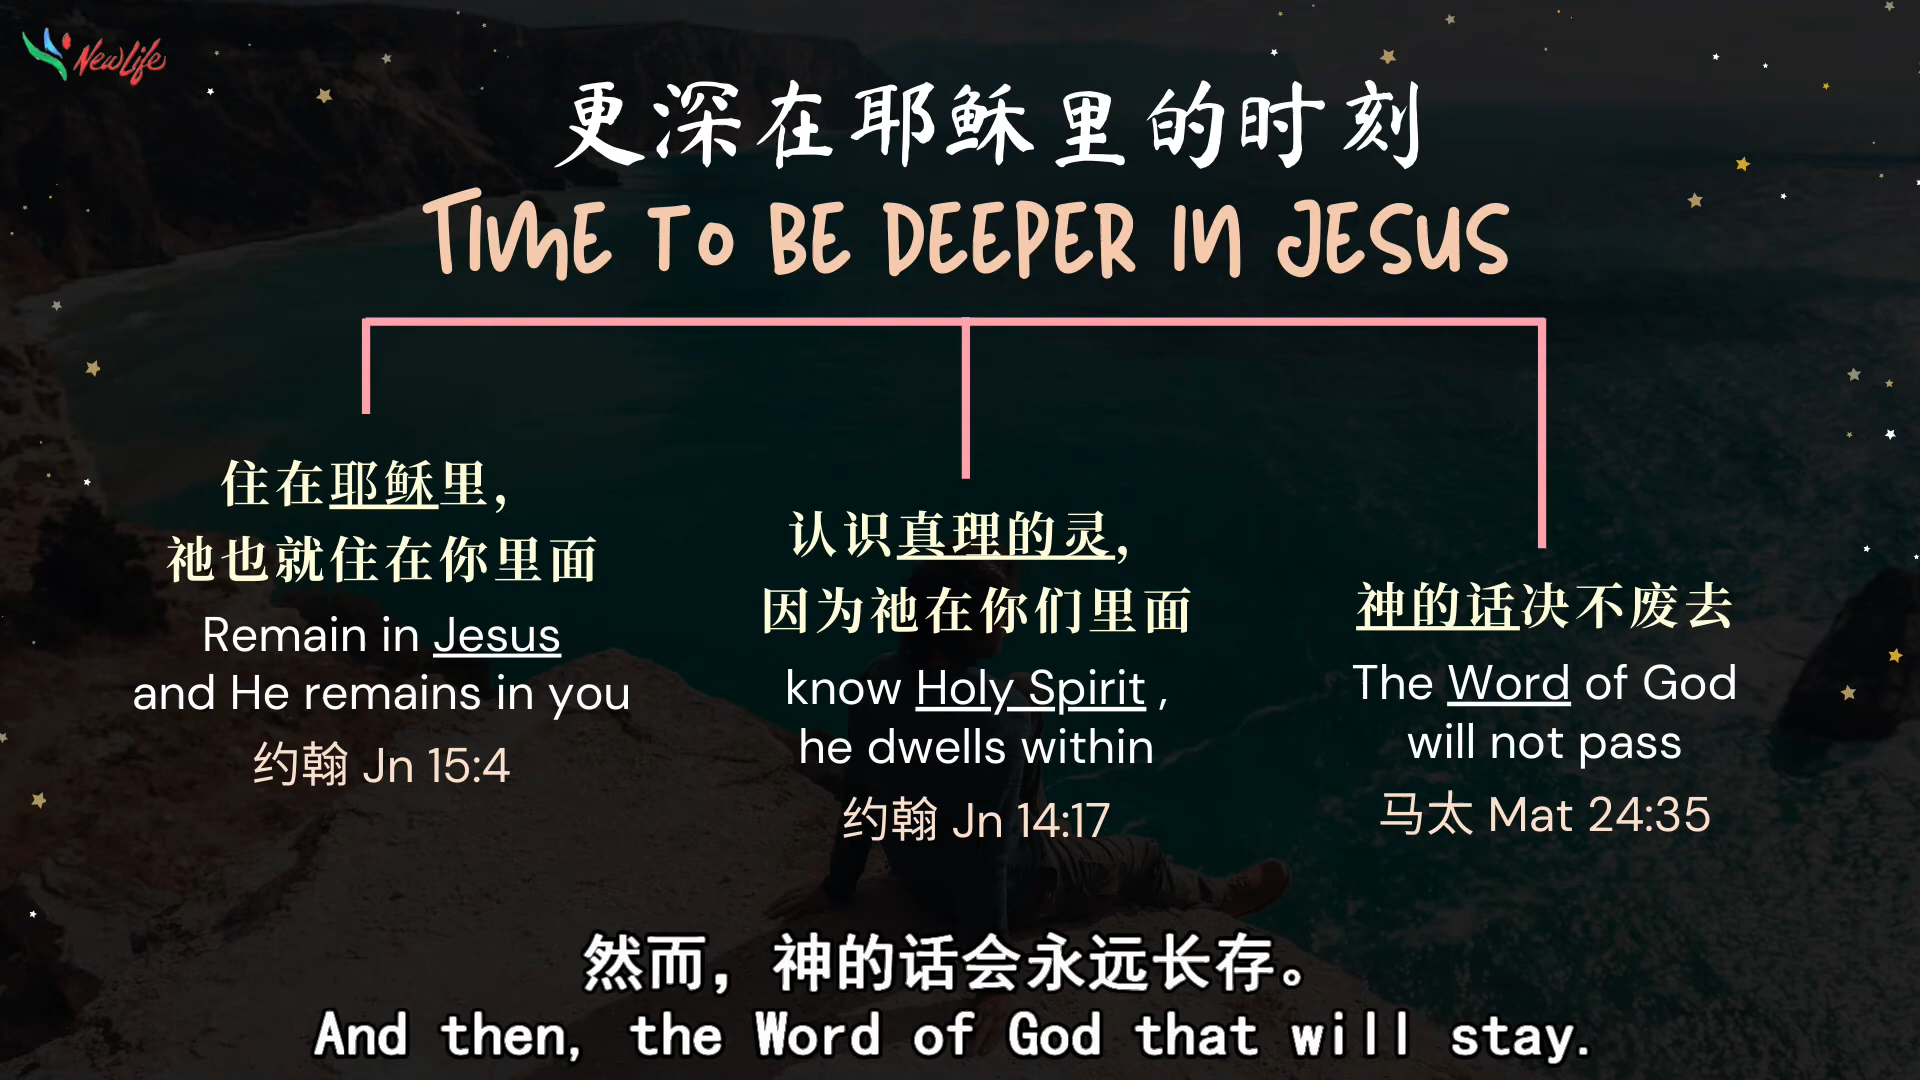 NewLife
更深在耶稣里的时刻
TIME TO BE DEEPER IN JESUS
住在耶稣里,
祂也就住在你里面
Remain in Jesus
and He remains in you
约翰 Jn 15:4
认识真理的灵,
因为祂在你们里面
know Holy Spirit ,
he dwells within
约翰 Jn 14:17
神的话决不废去
The Word of God
will not pass
马太 Mat 24:35
然而，神的话会永远长存。
And then, the Word of God that will stay.